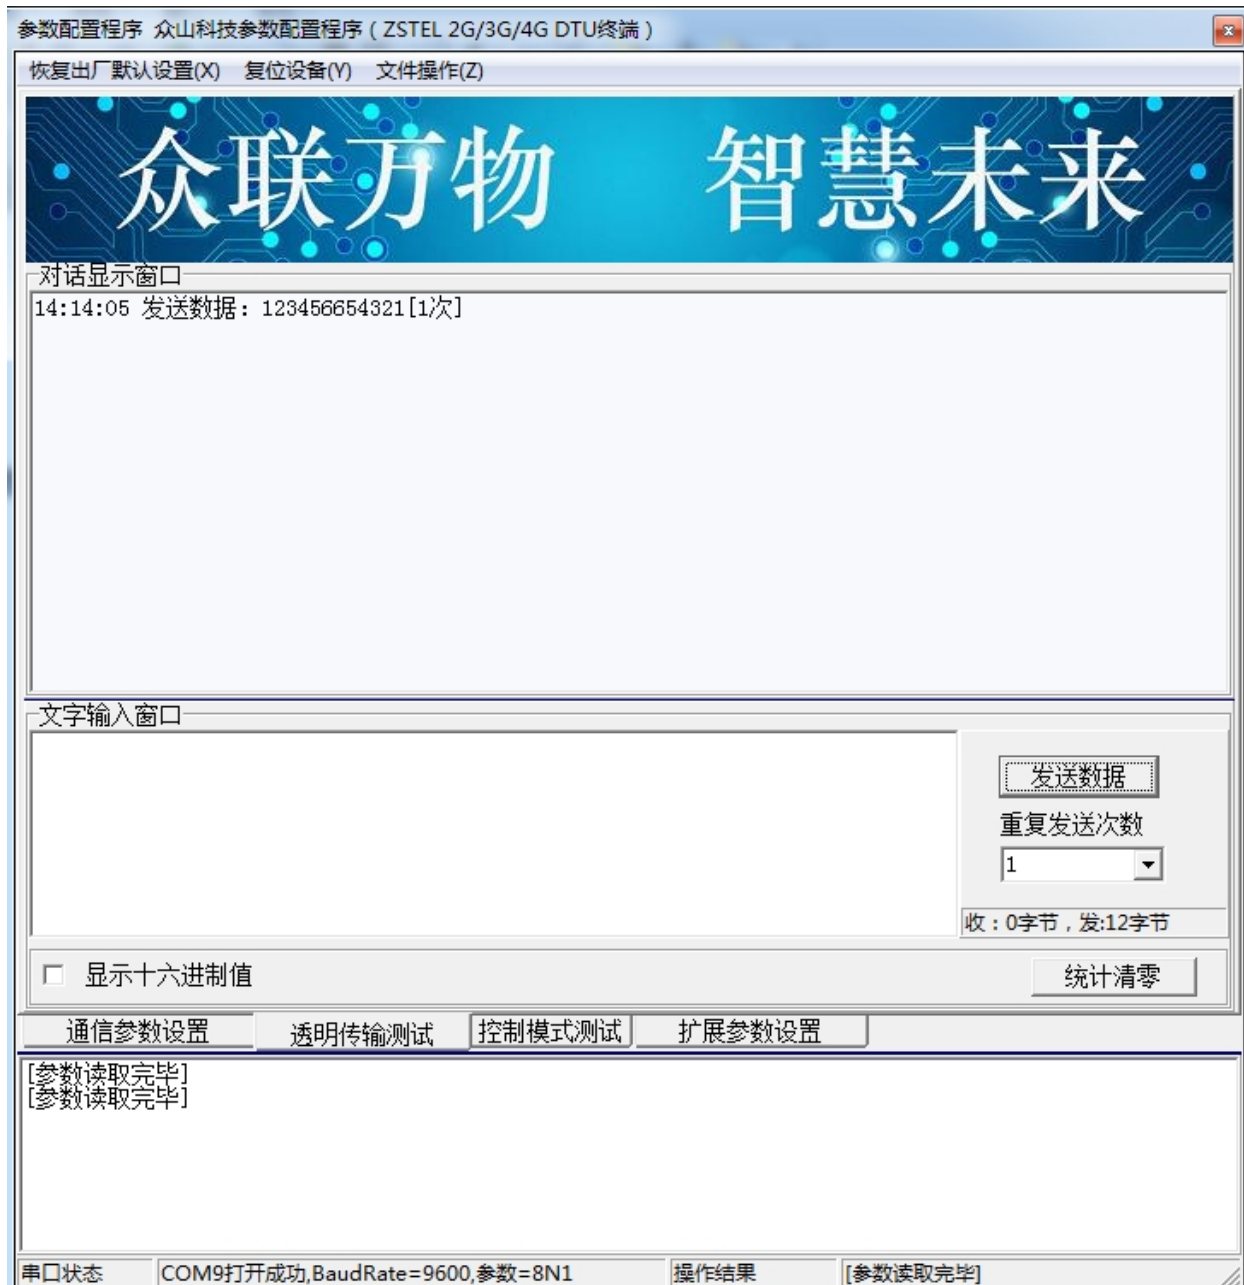 参数配置程序 众山科技参数配置程序 ( ZSTEL 2G/3G/4G DTU终端 )
恢复出厂默认设置(X) 复位设备(Y) 文件操作(Z)
众联万物 智慧未来
对话显示窗口
14:14:05 发送数据: 123456654321[1次]
文字输入窗口
发送数据
重复发送次数
1
收：0字节，发:12字节
显示十六进制值
统计清零
通信参数设置 透明传输测试 控制模式测试 扩展参数设置
[参数读取完毕]
[参数读取完毕]
串口状态 COM9打开成功,BaudRate=9600,参数=8N1 操作结果 [参数读取完毕]